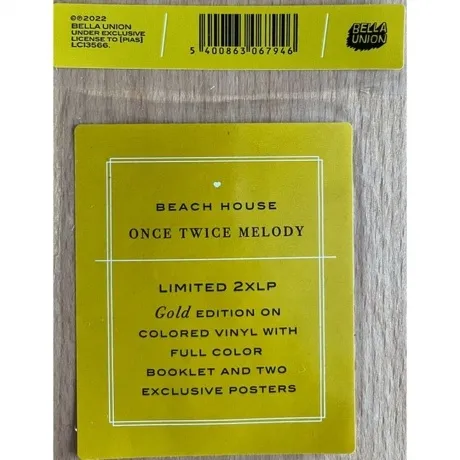 ℗©2022
BELLA UNION
UNDER EXCLUSIVE
LICENSE TO [PIAS]
LC13566.
5 400863 067946
BELLA
UNION
BEACH HOUSE
ONCE TWICE MELODY
LIMITED 2XLP
Gold EDITION ON
COLORED VINYL WITH
FULL COLOR
BOOKLET AND TWO
EXCLUSIVE POSTERS